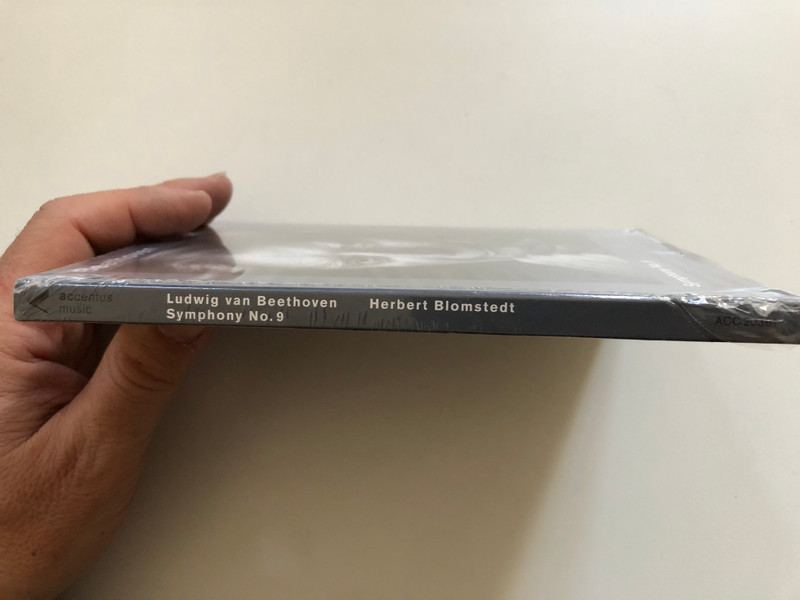 accentus
music
Ludwig van Beethoven
Symphony No. 9
Herbert Blomstedt